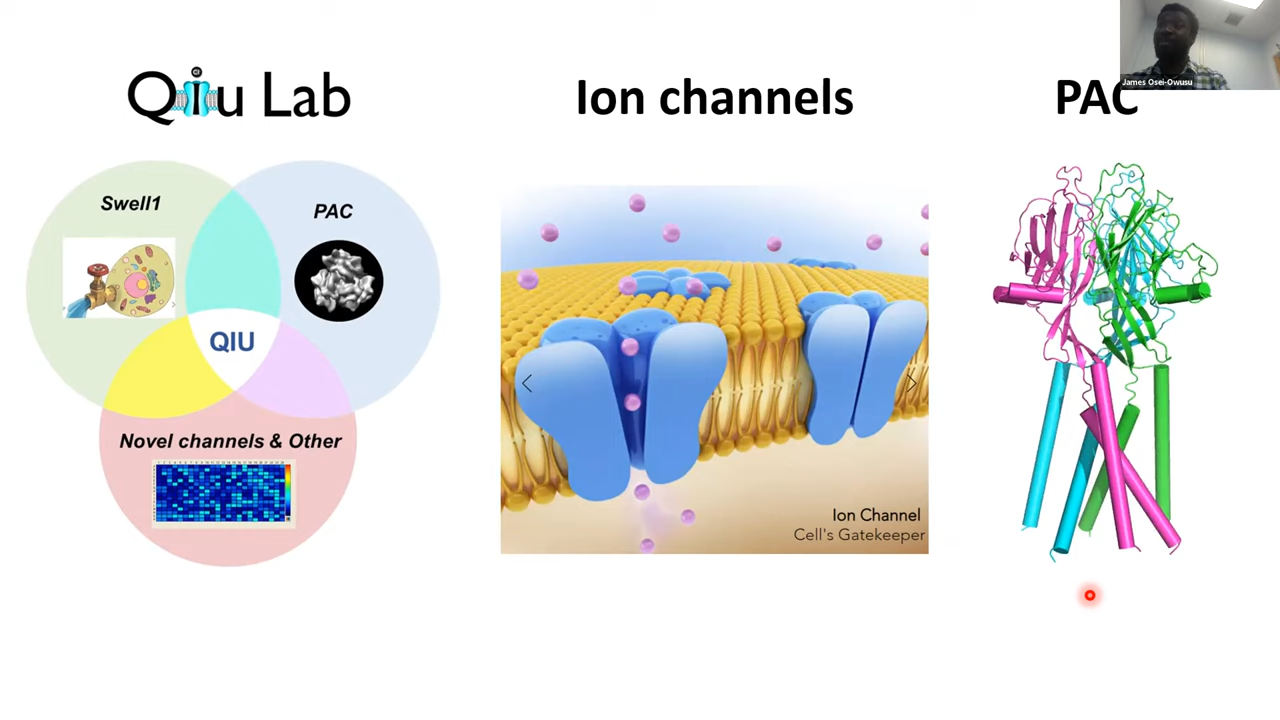 Qiu Lab
Ion channels
PAC
James Osei-Owusu
Swell1
PAC
QIU
Novel channels & Other
Ion Channel
Cell's Gatekeeper